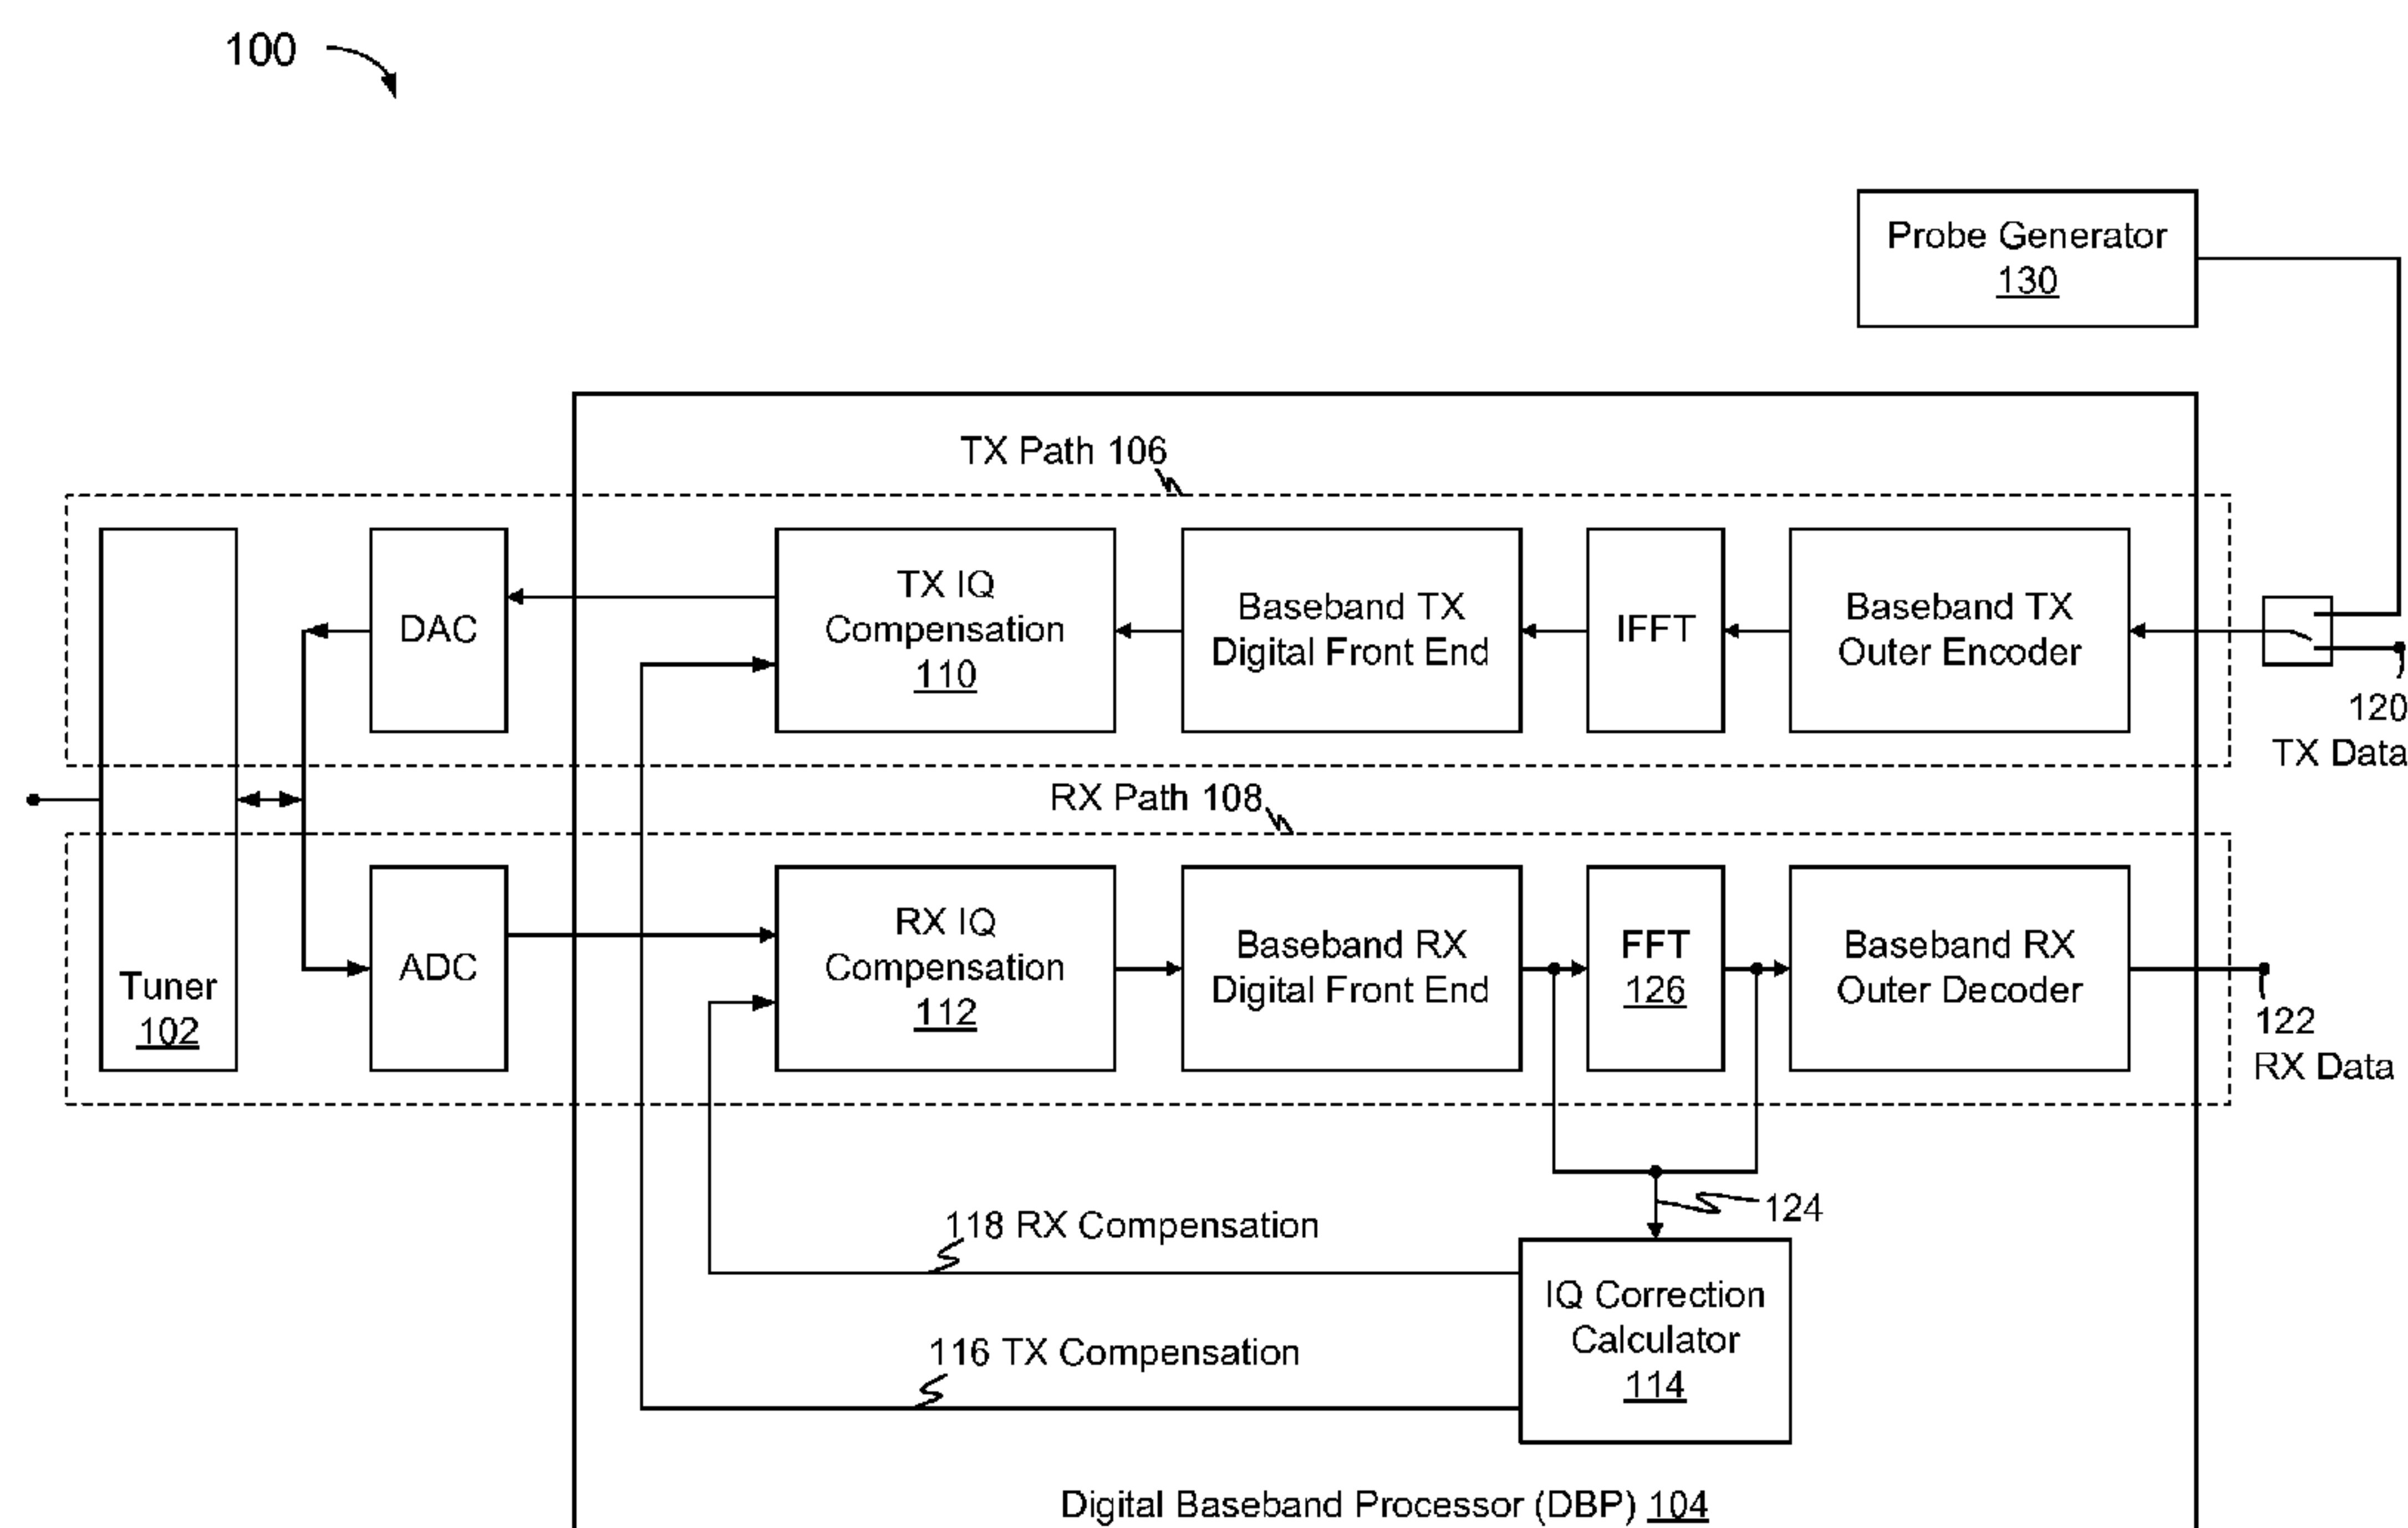 100
Probe Generator
130
TX Path 106
DAC
TX IQ
Compensation
110
Baseband TX
Digital Front End
IFFT
Baseband TX
Outer Encoder
120
TX Data
RX Path 108
Tuner
102
ADC
RX IQ
Compensation
112
Baseband RX
Digital Front End
FFT
126
Baseband RX
Outer Decoder
122
RX Data
124
118 RX Compensation
116 TX Compensation
IQ Correction
Calculator
114
Digital Baseband Processor (DBP) 104